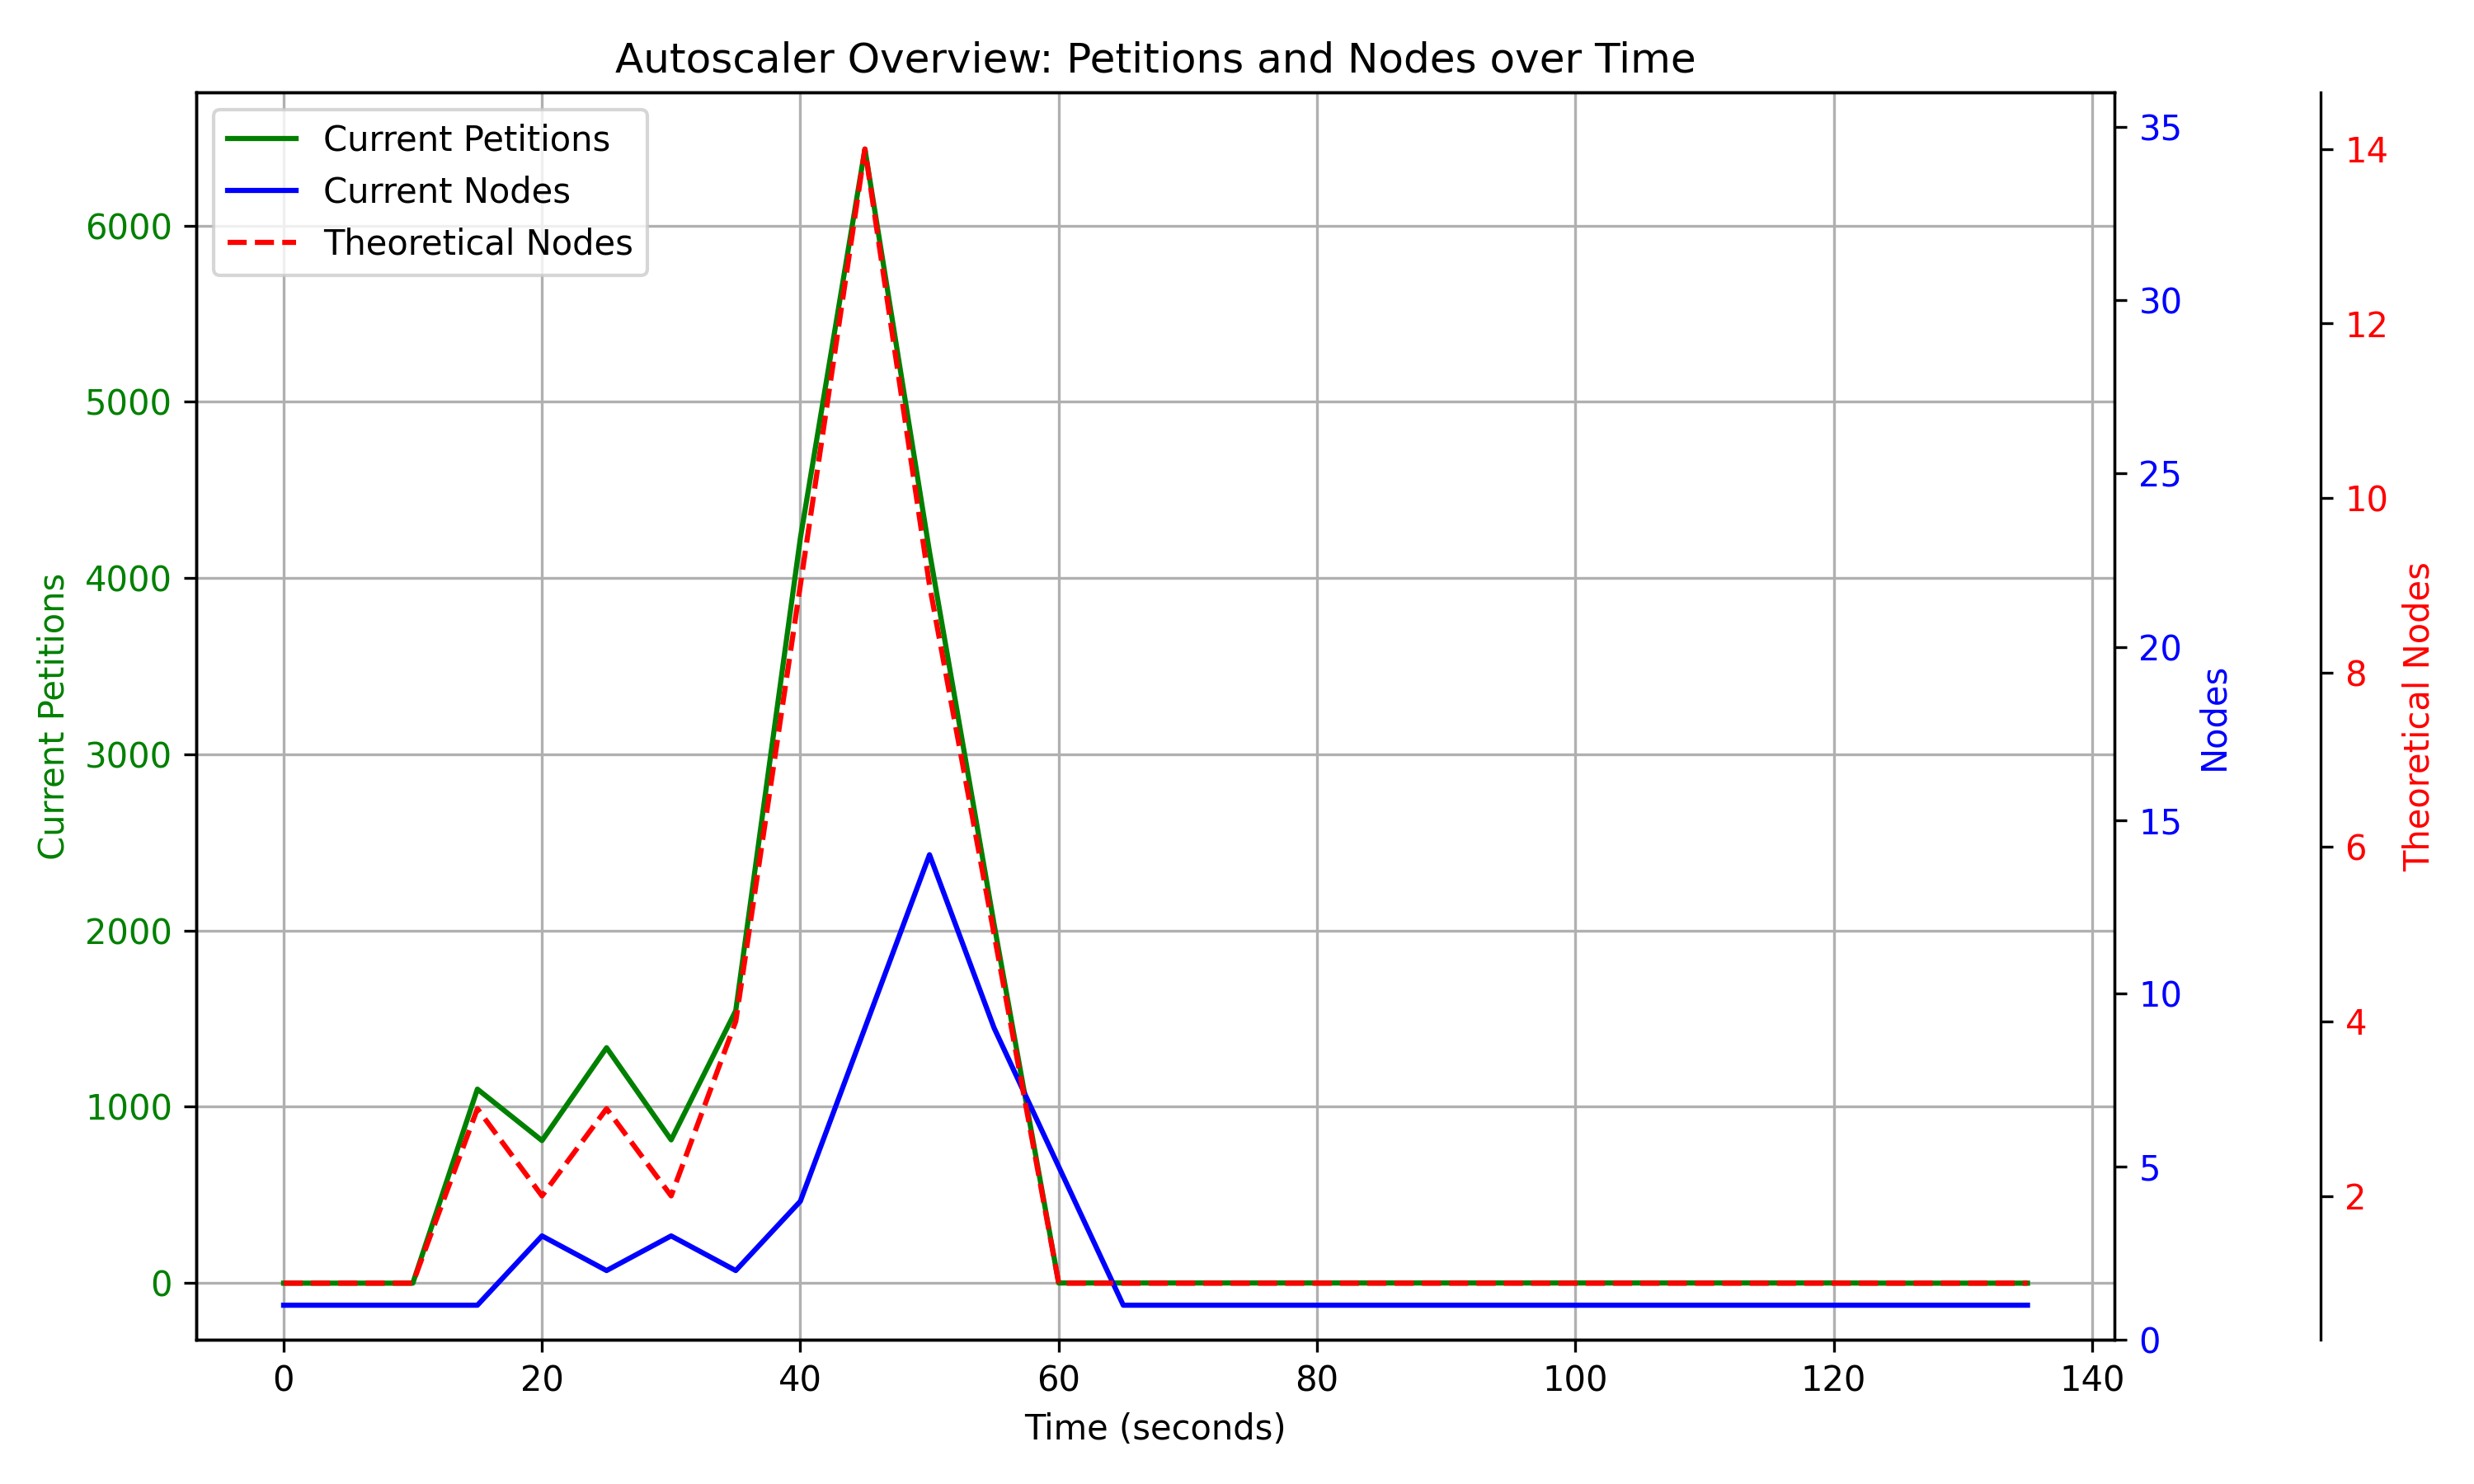 Autoscaler Overview: Petitions and Nodes over Time
Current Petitions
Current Nodes
Theoretical Nodes
Current Petitions
6000
5000
4000
3000
2000
1000
0
35
30
25
20
15
10
5
0
Nodes
14
12
10
8
6
4
2
Theoretical Nodes
0 20 40 60 80 100 120 140
Time (seconds)